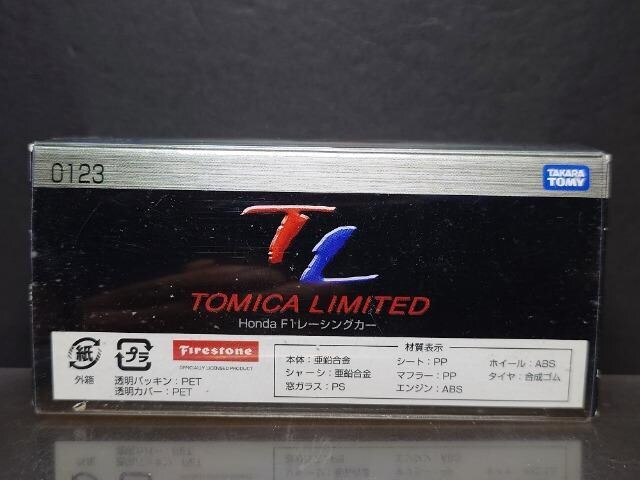 0123
TAKARA TOMY
TL
TOMICA LIMITED
Honda F1レーシングカー
紙
外箱
プラ
透明パッキン:PET
透明カバー:PET
Firestone
OFFICIALLY LICENSED PRODUCT
材質表示
本体:亜鉛合金 シート:PP ホイール:ABS
シャーシ:亜鉛合金 マフラー:PP タイヤ:合成ゴム
窓ガラス:PS エンジン:ABS